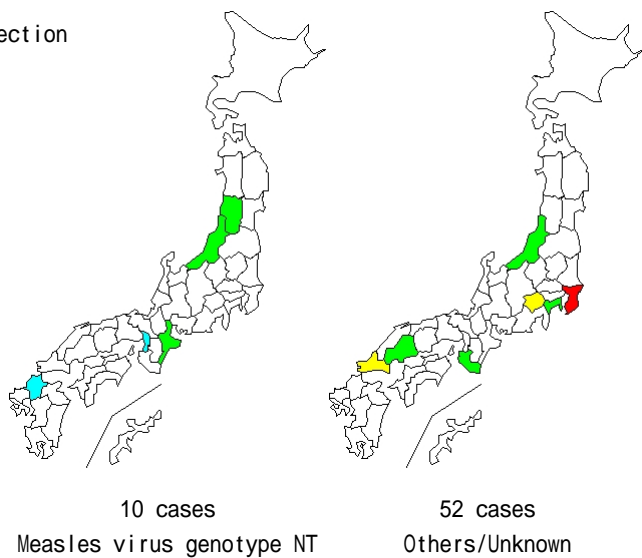 ection
10 cases
52 cases
Measles virus genotype NT
Others/Unknown